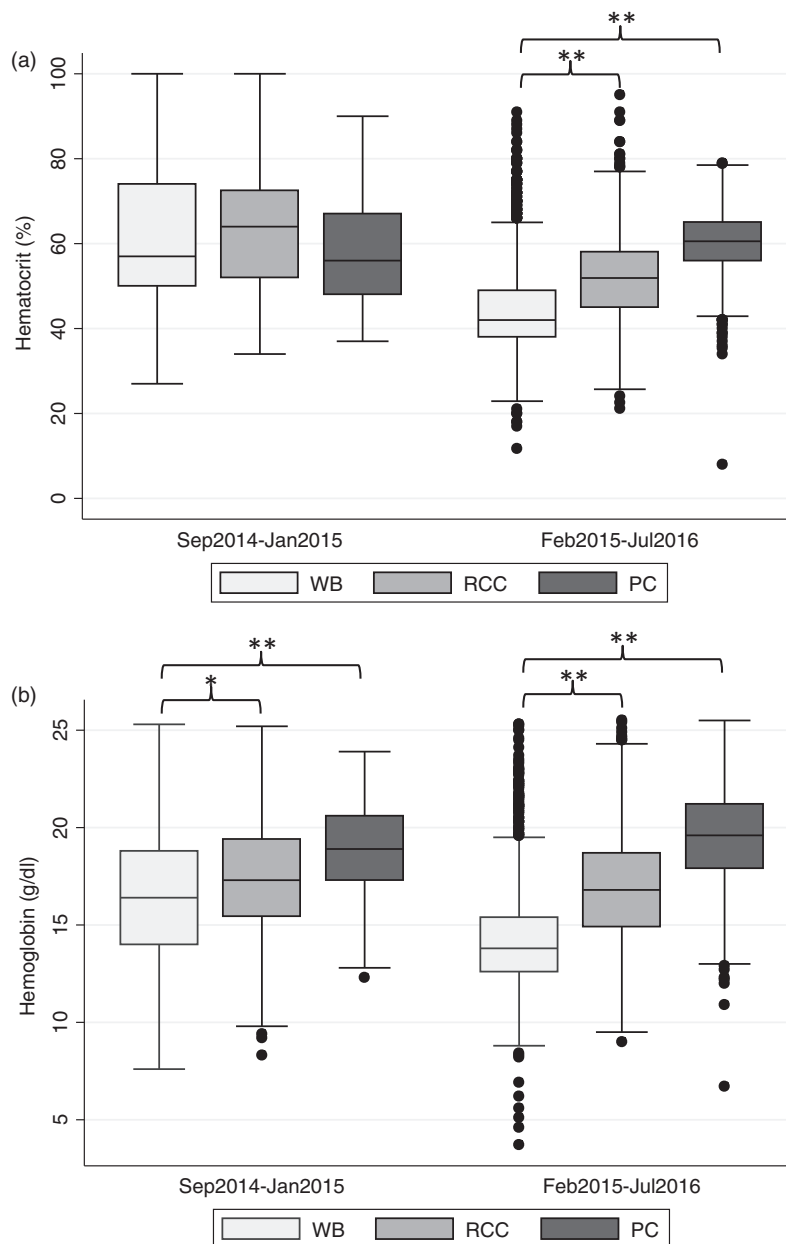 (a)
** **
100
80
60
40
20
0
Hematocrit (%)
Sep2014-Jan2015 Feb2015-Jul2016
WB RCC PC
(b)
** **
* **
25
20
15
10
5
Hemoglobin (g/dl)
Sep2014-Jan2015 Feb2015-Jul2016
WB RCC PC